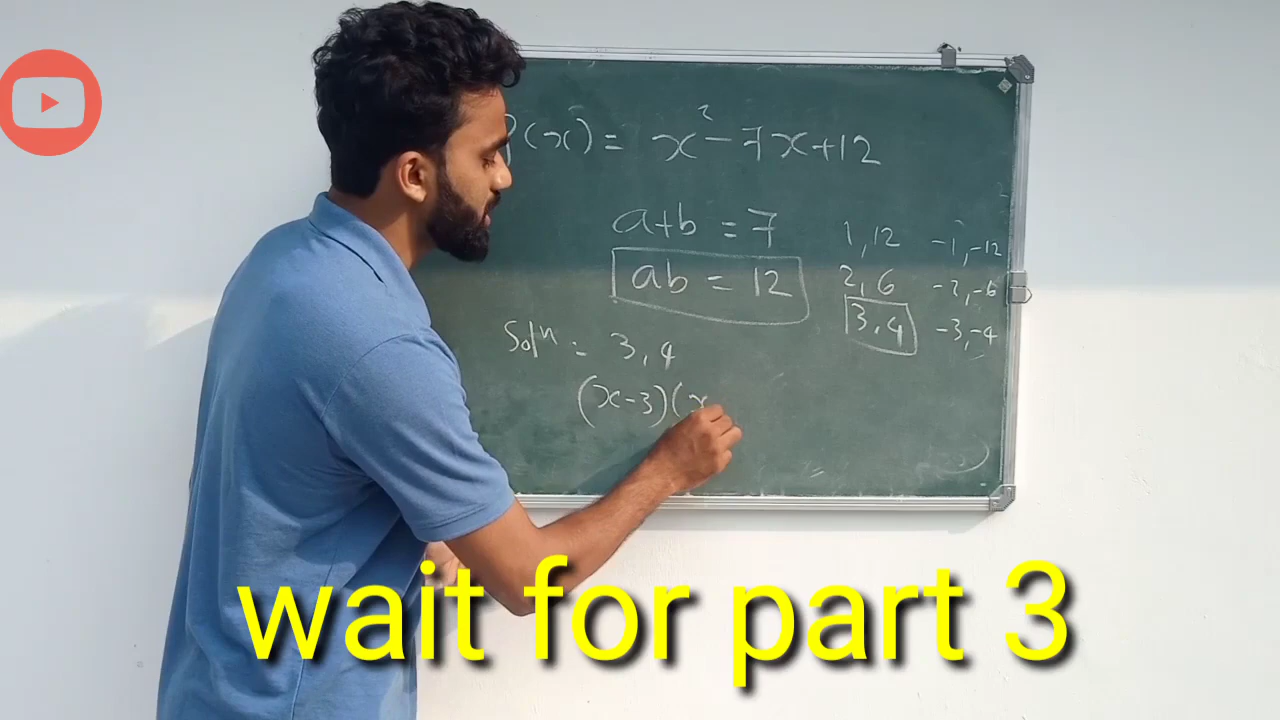 P(x) = x² - 7x + 12
a+b = 7
ab = 12
1, 12
-1, -12
2, 6
-2, -6
3, 4
-3, -4
Solⁿ = 3, 4
(x-3)(x
wait for part 3